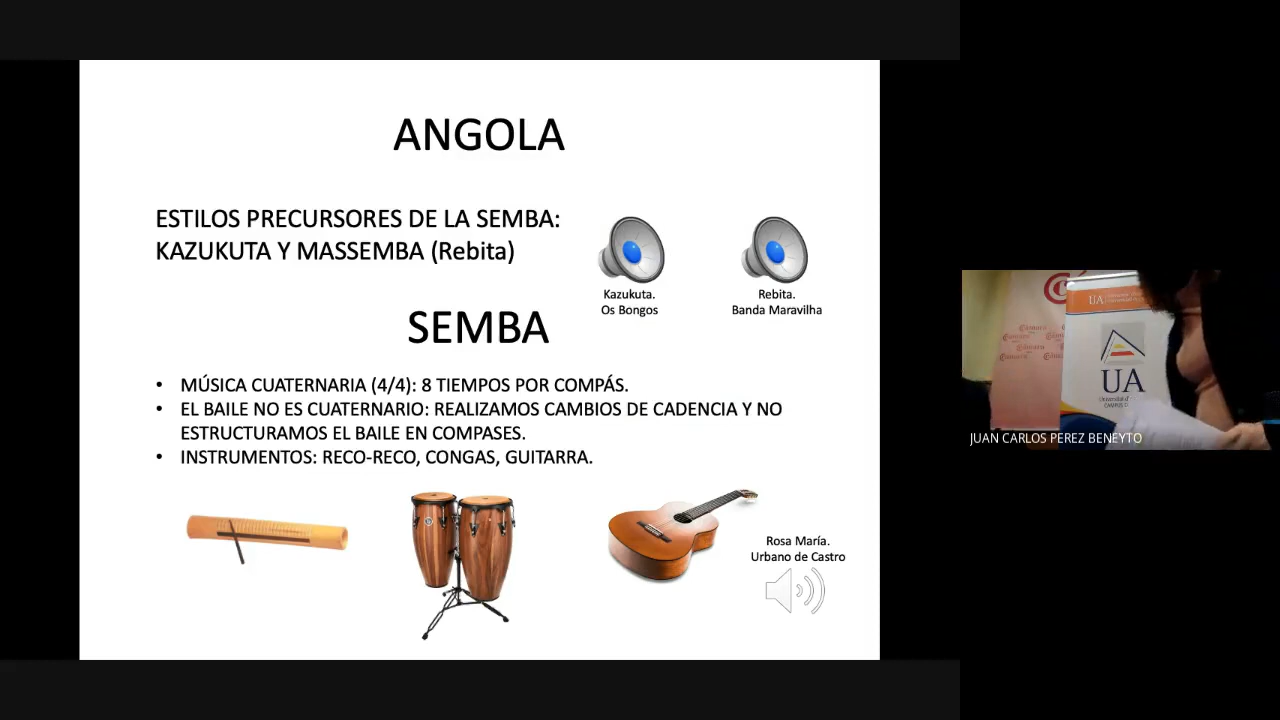 ANGOLA
ESTILOS PRECURSORES DE LA SEMBA:
KAZUKUTA Y MASSEMBA (Rebita)
Kazukuta.
Os Bongos
Rebita.
Banda Maravilha
SEMBA
• MÚSICA CUATERNARIA (4/4): 8 TIEMPOS POR COMPÁS.
• EL BAILE NO ES CUATERNARIO: REALIZAMOS CAMBIOS DE CADENCIA Y NO
ESTRUCTURAMOS EL BAILE EN COMPASES.
• INSTRUMENTOS: RECO-RECO, CONGAS, GUITARRA.
Rosa María.
Urbano de Castro
UA
UA
JUAN CARLOS PEREZ BENEYTO